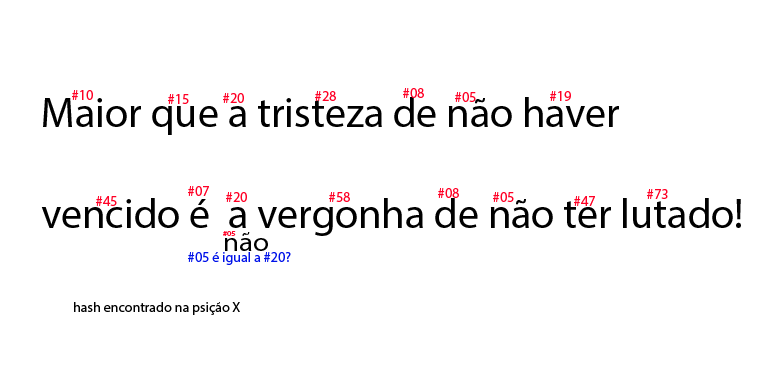 #10 #15 #20 #28 #08 #05 #19
Maior que a tristeza de não haver
#45 #07 #20 #58 #08 #05 #47 #73
vencido é a vergonha de não ter lutado!
#05
não
#05 é igual a #20?
hash encontrado na psição X